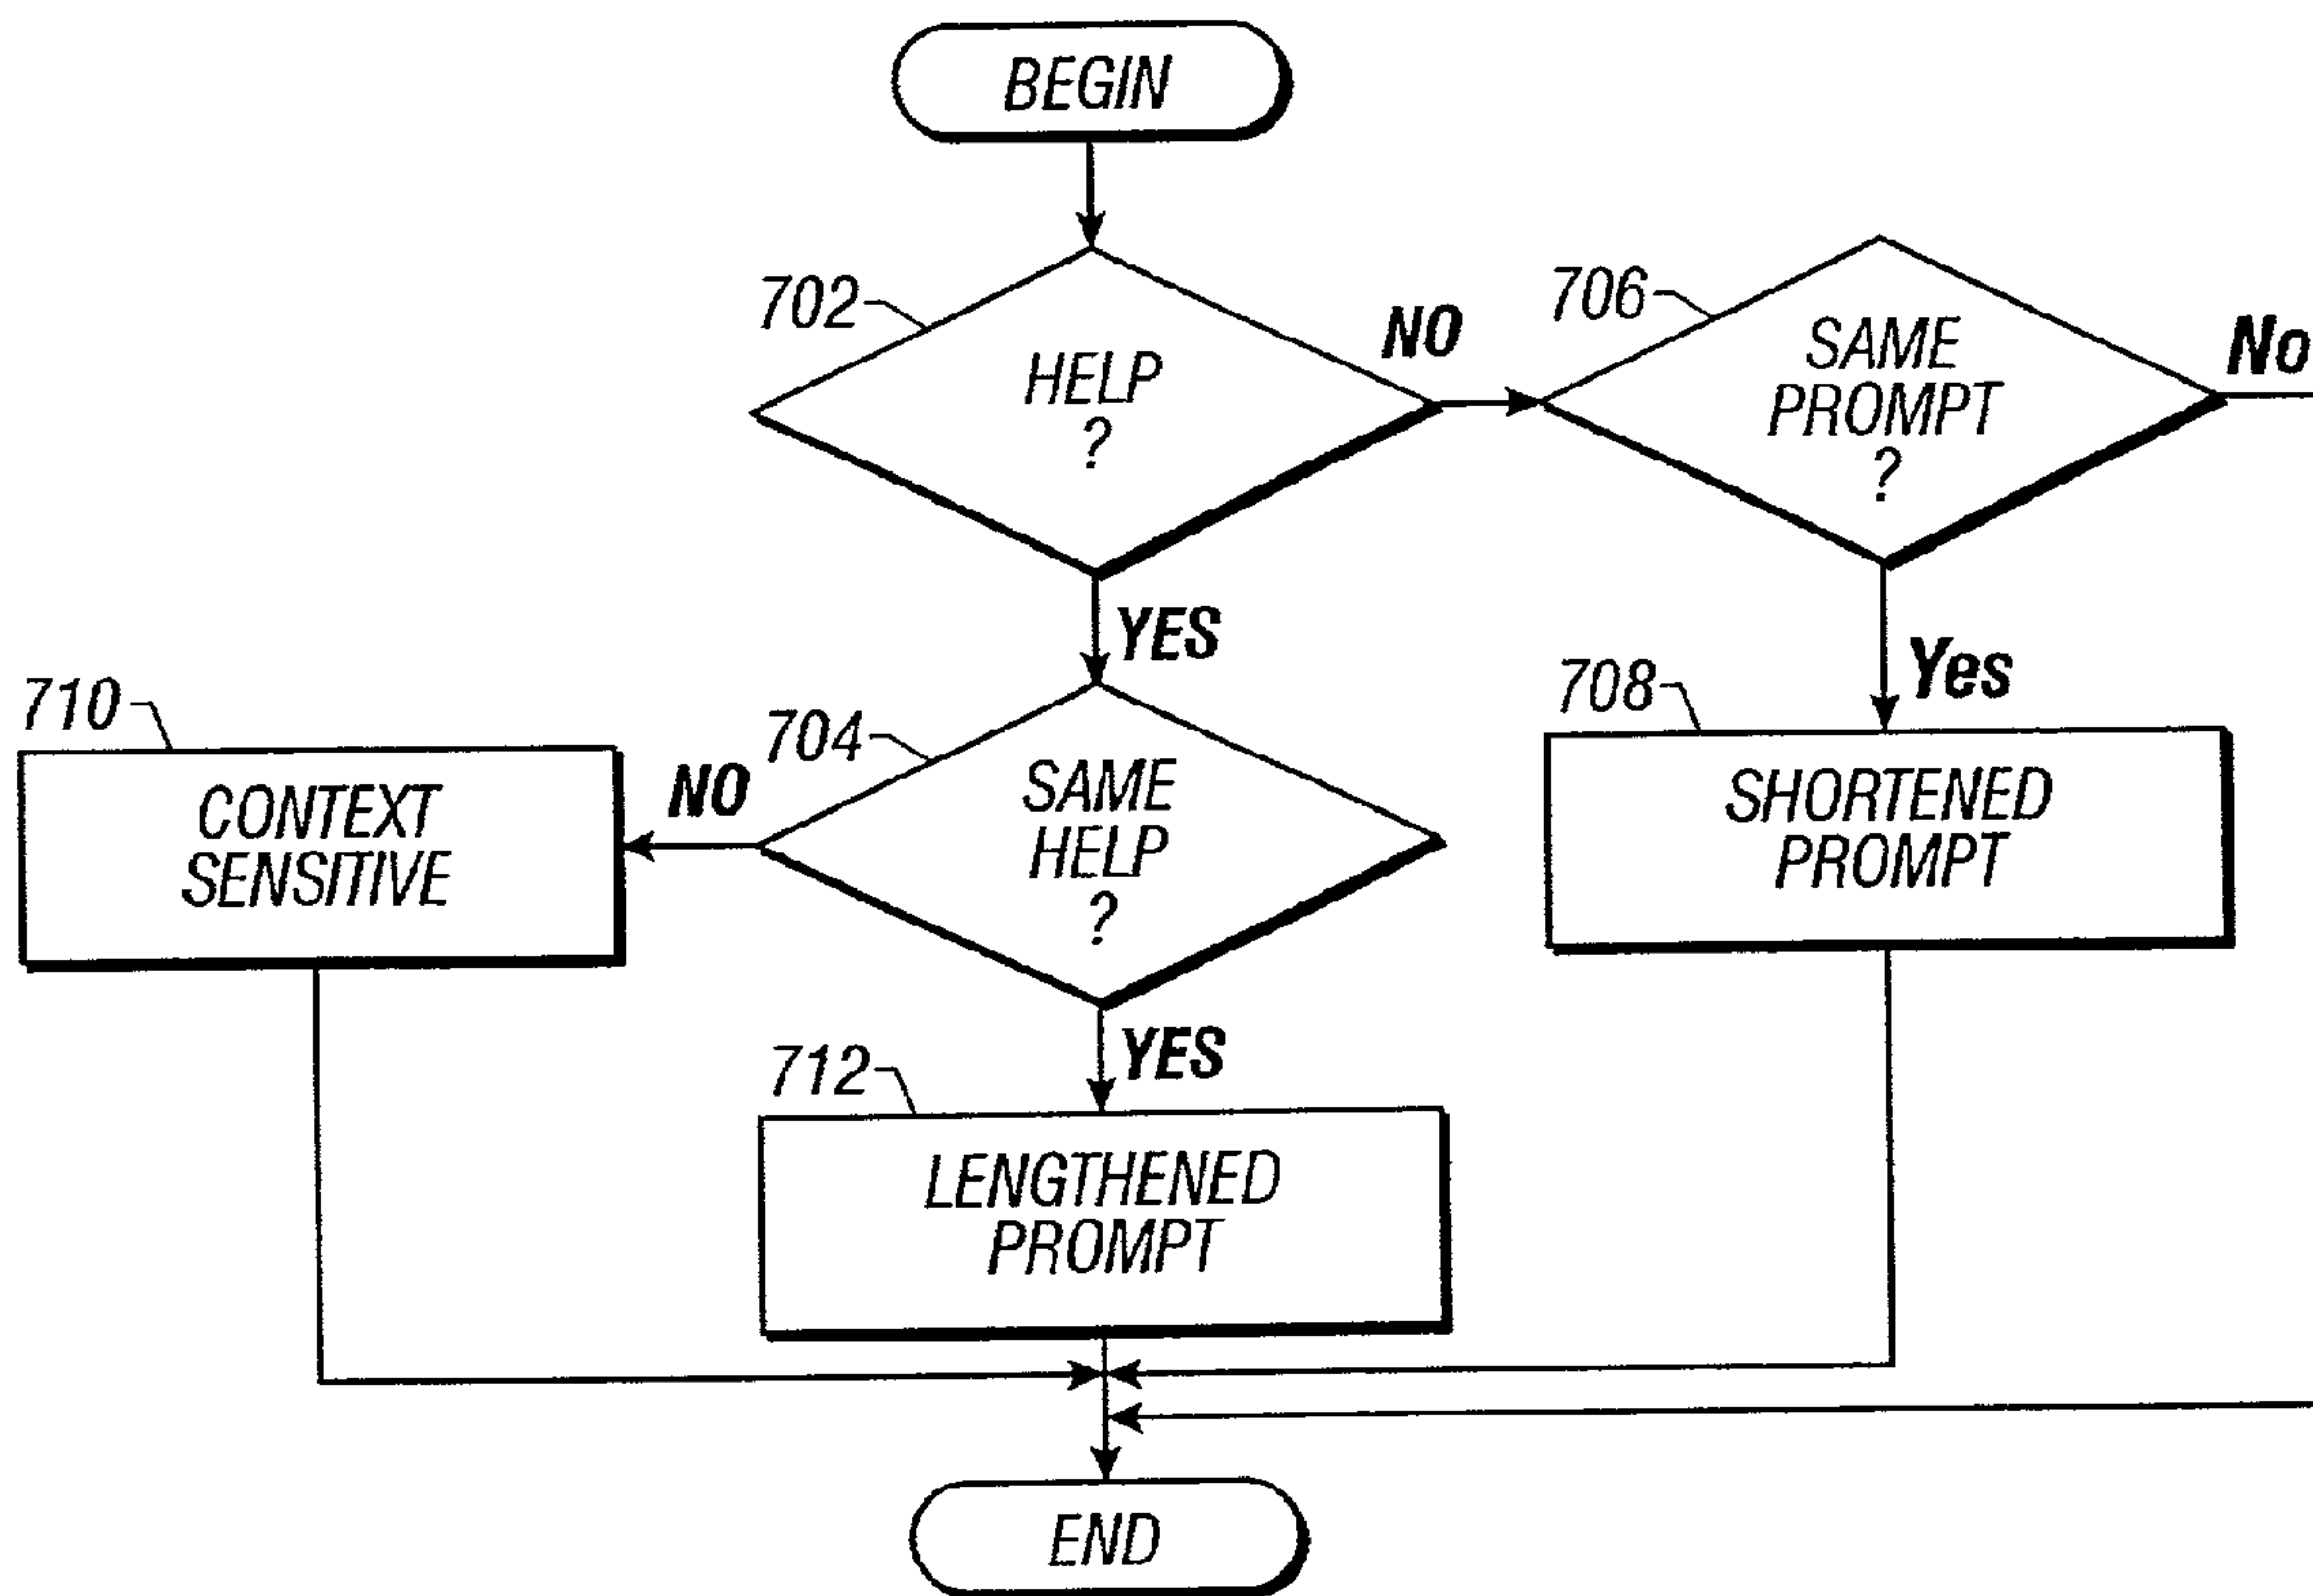 BEGIN
702
HELP
?
NO
706
SAME
PROMPT
?
No
YES
Yes
710
CONTEXT
SENSITIVE
NO
704
SAME
HELP
?
708
SHORTENED
PROMPT
YES
712
LENGTHENED
PROMPT
END